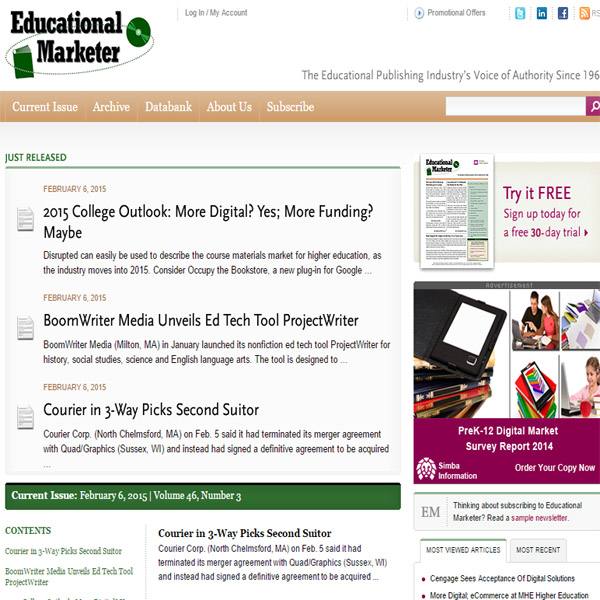 Educational
Marketer
Log In / My Account
Promotional Offers
RS
The Educational Publishing Industry's Voice of Authority Since 196
Current Issue
Archive
Databank
About Us
Subscribe
JUST RELEASED
FEBRUARY 6, 2015
2015 College Outlook: More Digital? Yes; More Funding?
Maybe
Disrupted can easily be used to describe the course materials market for higher education, as
the industry moves into 2015. Consider Occupy the Bookstore, a new plug-in for Google ...
FEBRUARY 6, 2015
BoomWriter Media Unveils Ed Tech Tool ProjectWriter
BoomWriter Media (Milton, MA) in January launched its nonfiction ed tech tool ProjectWriter for
history, social studies, science and English language arts. The tool is designed to ...
FEBRUARY 6, 2015
Courier in 3-Way Picks Second Suitor
Courier Corp. (North Chelmsford, MA) on Feb. 5 said it had terminated its merger agreement
with Quad/Graphics (Sussex, WI) and instead had signed a definitive agreement to be acquired
...
Educational
Marketer
Try it FREE
Sign up today for
a free 30-day trial
Advertisement
PreK-12 Digital Market
Survey Report 2014
Simba
Information
Order Your Copy Now
EM
Thinking about subscribing to Educational
Marketer? Read a sample newsletter.
MOST VIEWED ARTICLES
MOST RECENT
Cengage Sees Acceptance Of Digital Solutions
More Digital; eCommerce at MHE Higher Education
Current Issue: February 6, 2015 | Volume 46, Number 3
CONTENTS
Courier in 3-Way Picks Second Suitor
BoomWriter Media Unveils Ed Tech Tool
ProjectWriter
Courier in 3-Way Picks Second Suitor
Courier Corp. (North Chelmsford, MA) on Feb. 5 said it had
terminated its merger agreement with Quad/Graphics (Sussex, WI)
and instead had signed a definitive agreement to be acquired ...